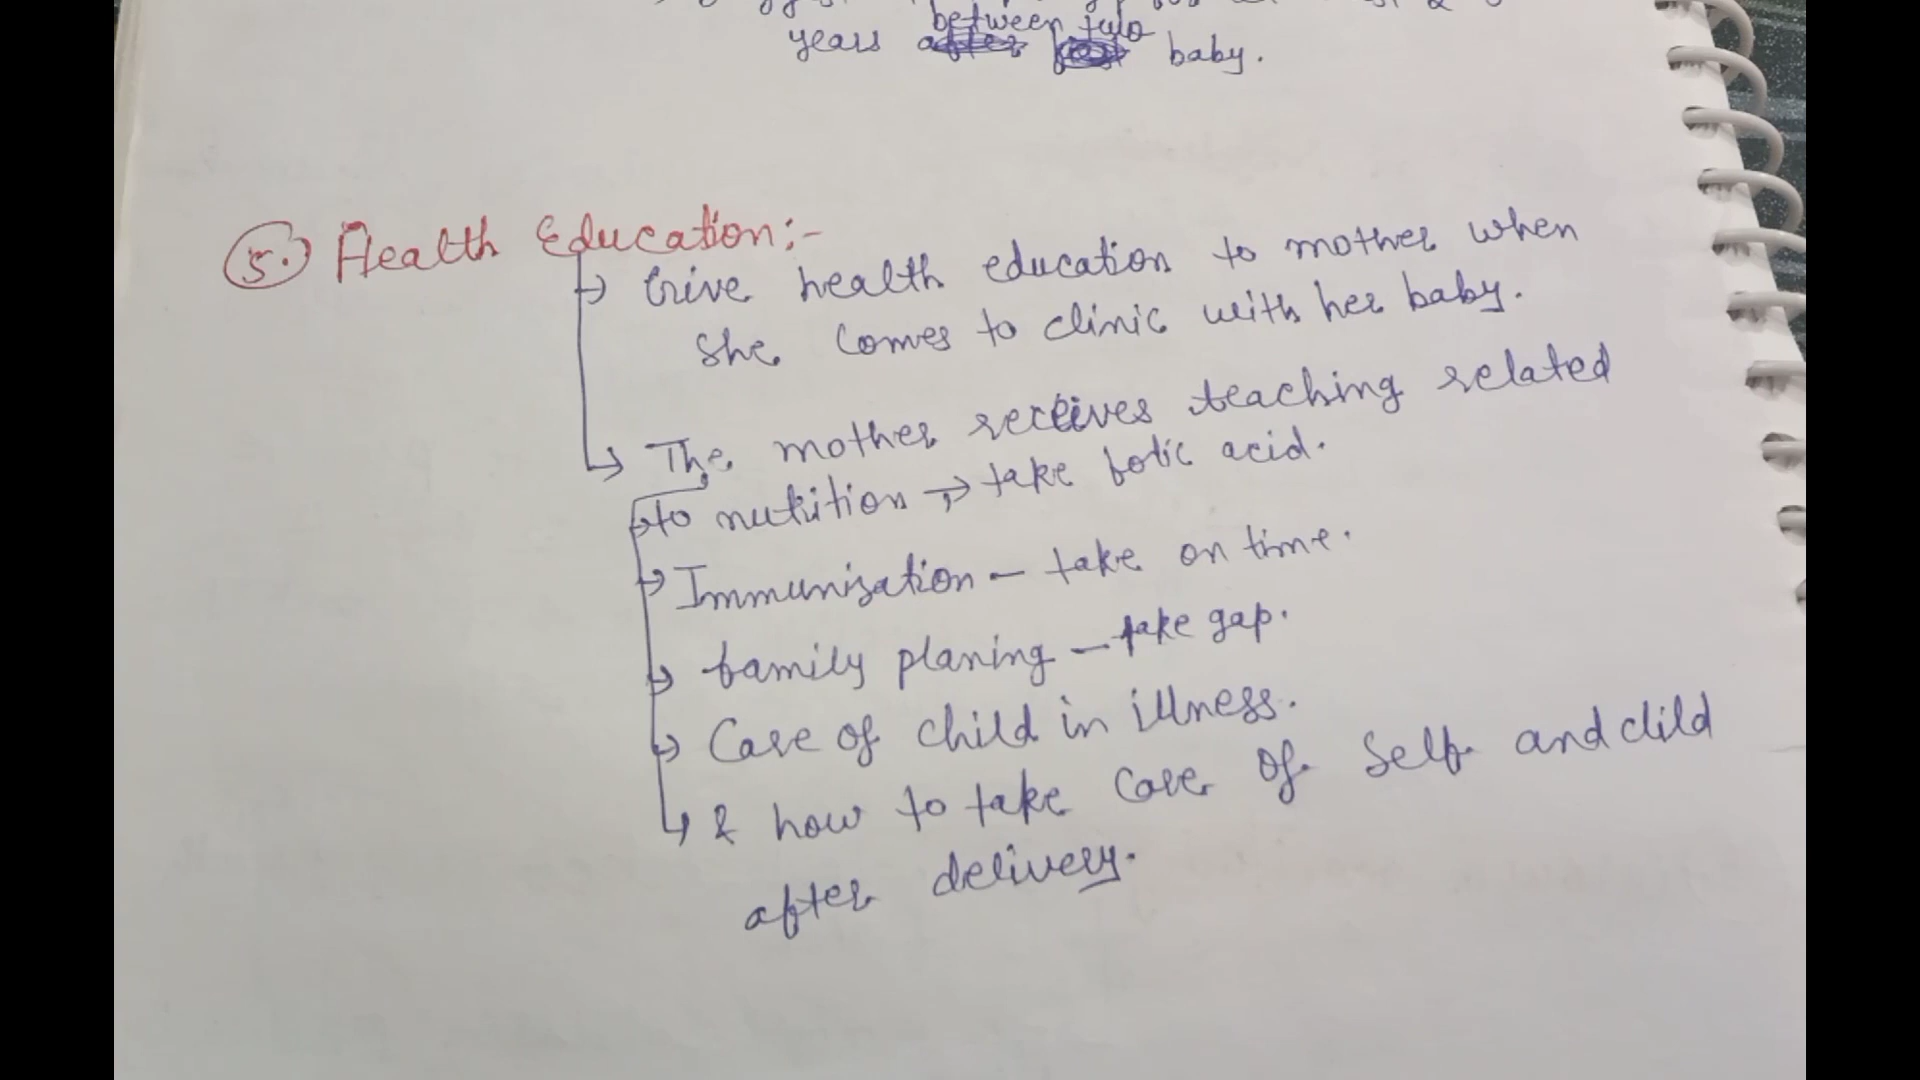 between two
years after baby.
5. Health Education:-
→ Give health education to mother when
she comes to clinic with her baby.
→ The mother receives teaching related
→ to nutrition → take folic acid.
→ Immunization - take on time.
→ family planing - take gap.
→ Care of child in illness.
→ & how to take care of self and clild
after delivery.